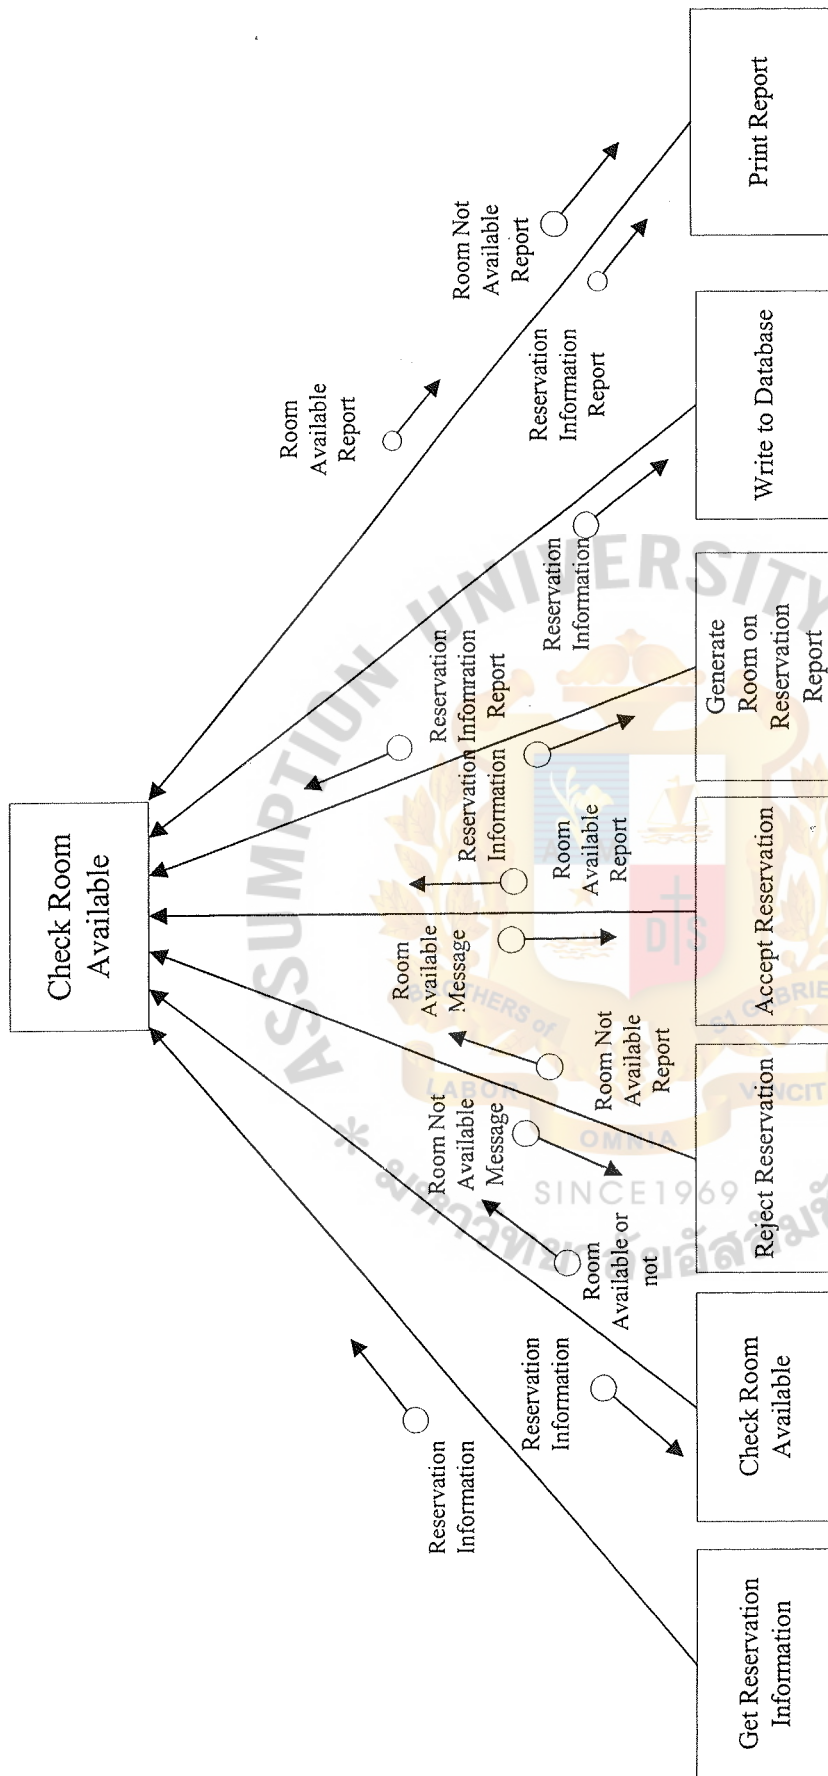 Check Room
Available
Room
Available
Report
Room Not
Available
Report
Reservation
Information
Report
Reservation
Information
Reservation
Infomration
Report
Reservation
Information
Room
Available
Report
Room
Available
Message
Room Not
Available
Report
Room Not
Available
Message
Room
Available or
not
Reservation
Information
Reservation
Information
Get Reservation
Information
Check Room
Available
Reject Reservation
Accept Reservation
Generate
Room on
Reservation
Report
Write to Database
Print Report
ASSUMPTION UNIVERSITY
BROTHERS of
ST GABRIE
LABOR
OMNIA
VINCIT
SINCE1969
D S